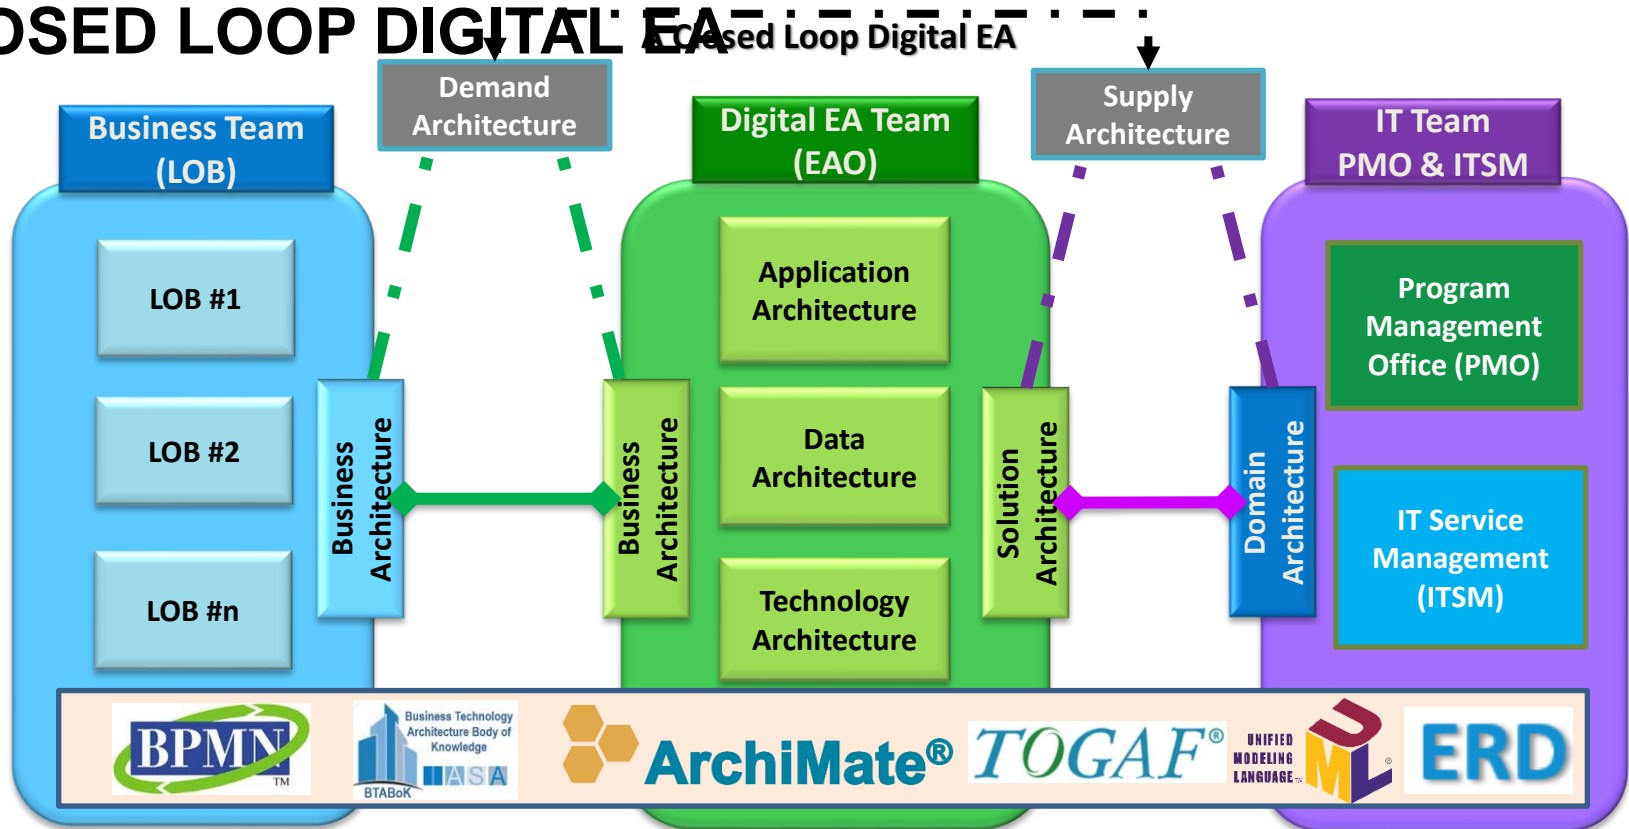 OSED LOOP DIGITAL EA
A Closed Loop Digital EA
Demand
Architecture
Supply
Architecture
Business Team
(LOB)
Digital EA Team
(EAO)
IT Team
PMO & ITSM
LOB #1
LOB #2
LOB #n
Business
Architecture
Business
Architecture
Application
Architecture
Data
Architecture
Technology
Architecture
Solution
Architecture
Domain
Architecture
Program
Management
Office (PMO)
IT Service
Management
(ITSM)
BPMN
TM
Business Technology
Architecture Body of
Knowledge
IASA
BTABoK
ArchiMate®
TOGAF®
UNIFIED
MODELING
LANGUAGE™
UML®
ERD